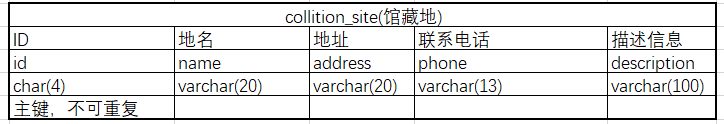 collition_site(馆藏地)
ID 地名 地址 联系电话 描述信息
id name address phone description
char(4) varchar(20) varchar(20) varchar(13) varchar(100)
主键，不可重复